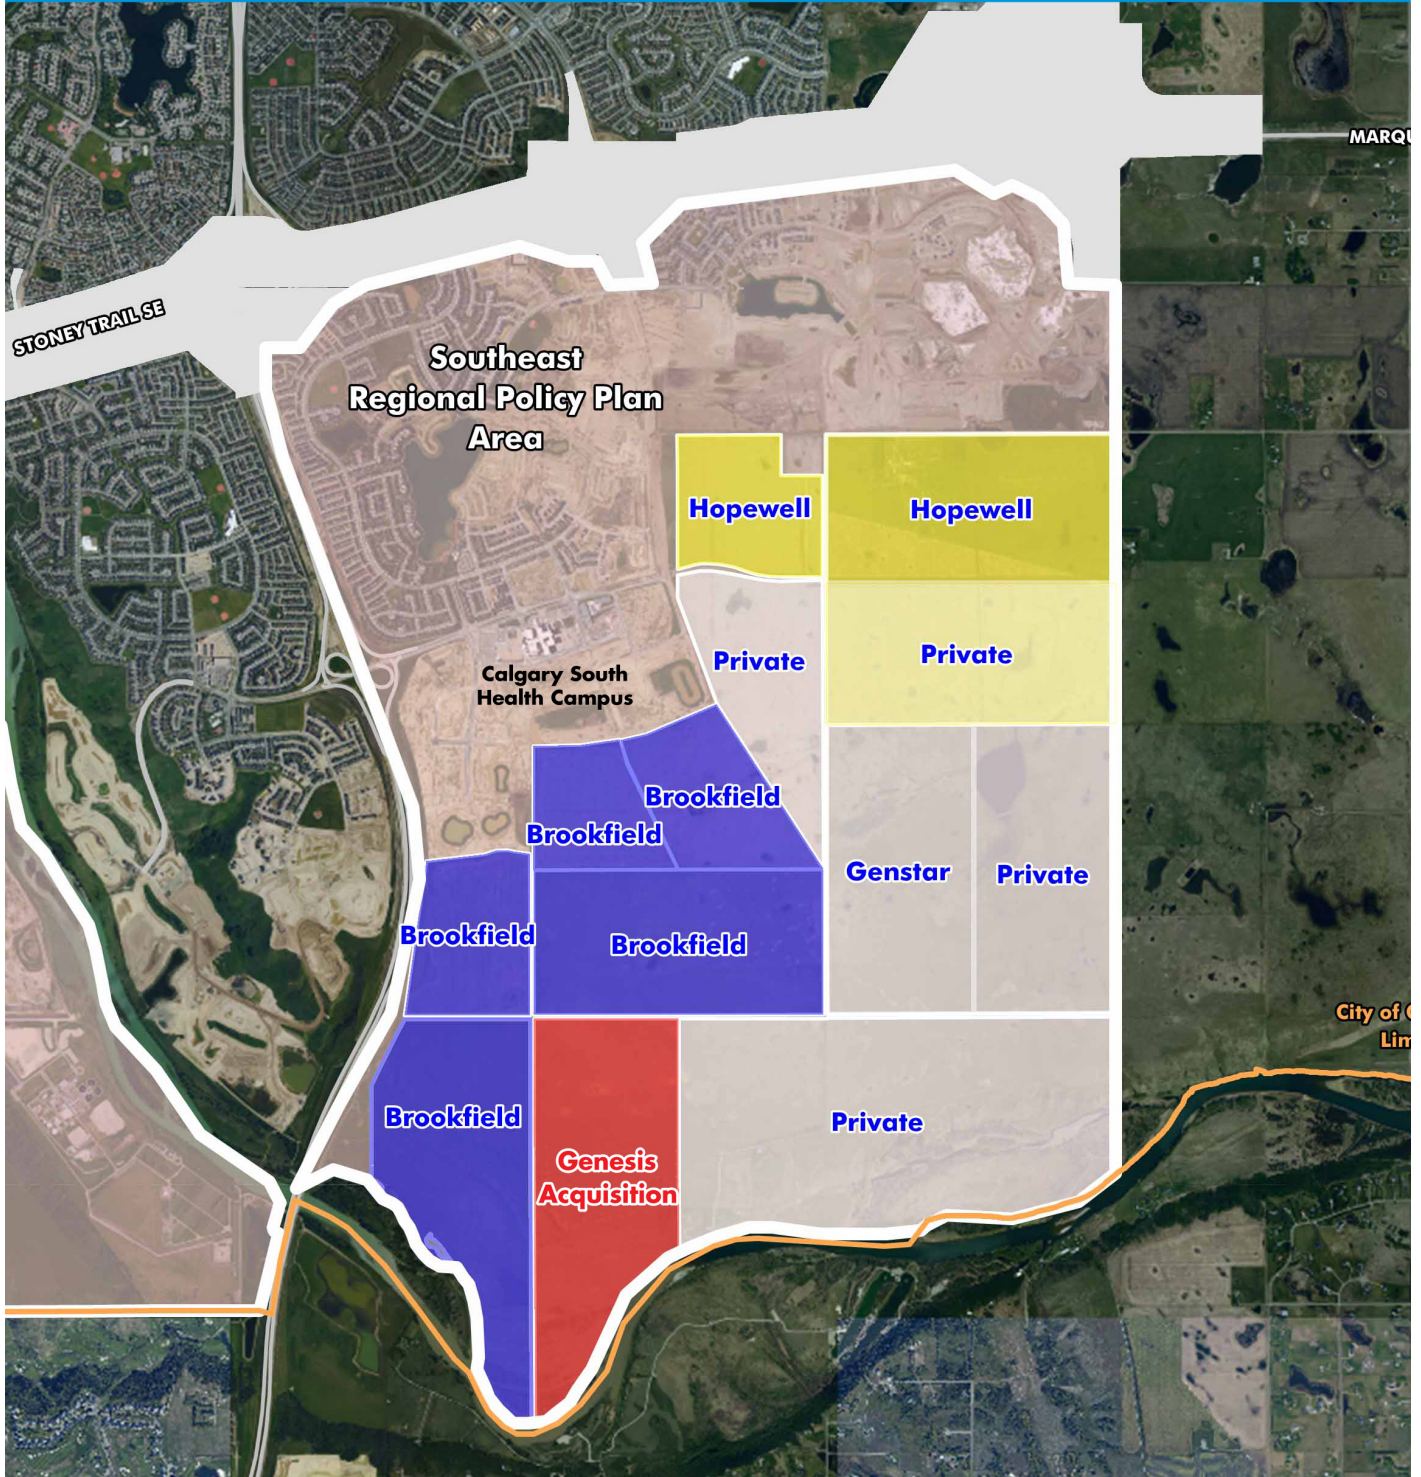 MARQU
STONEY TRAIL SE
Southeast
Regional Policy Plan
Area
Hopewell
Hopewell
Private
Private
Calgary South
Health Campus
Brookfield
Brookfield
Genstar
Private
Brookfield
Brookfield
City of
Lim
Brookfield
Private
Genesis
Acquisition